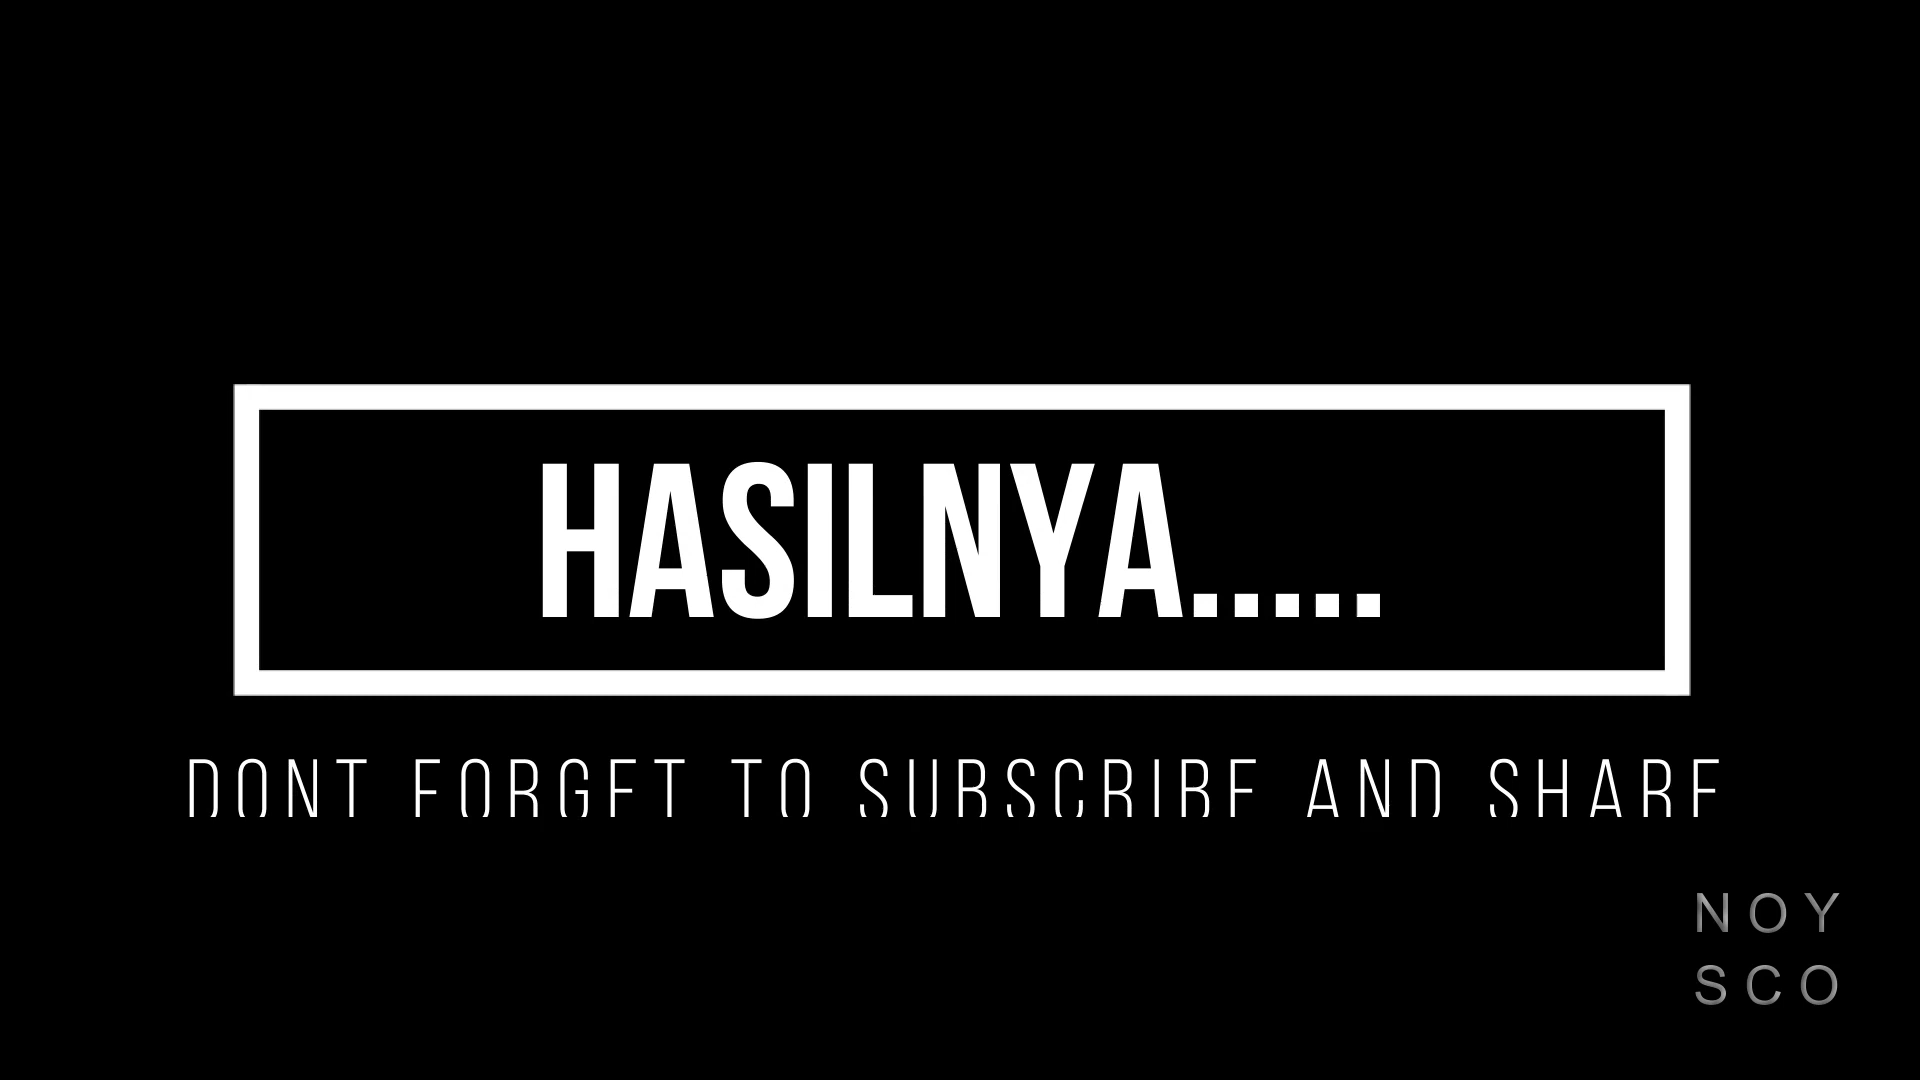 HASILNYA.....
DONT FORGET TO SUBSCRIBE AND SHARE
NOY
SCO